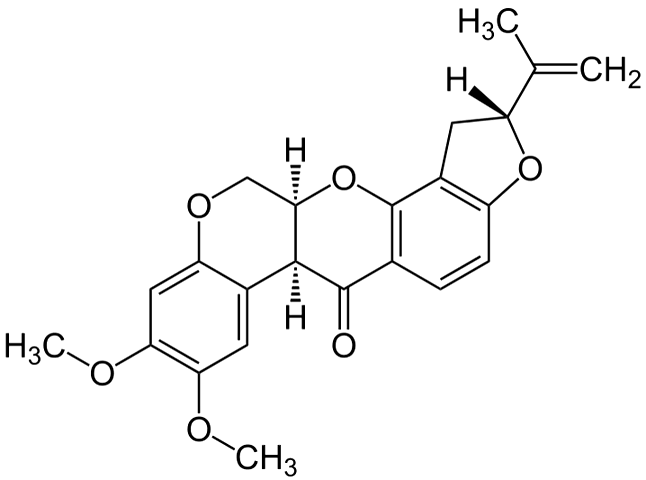 H₃C
H CH₂
H O O
O
H
O
H₃C O
O CH₃